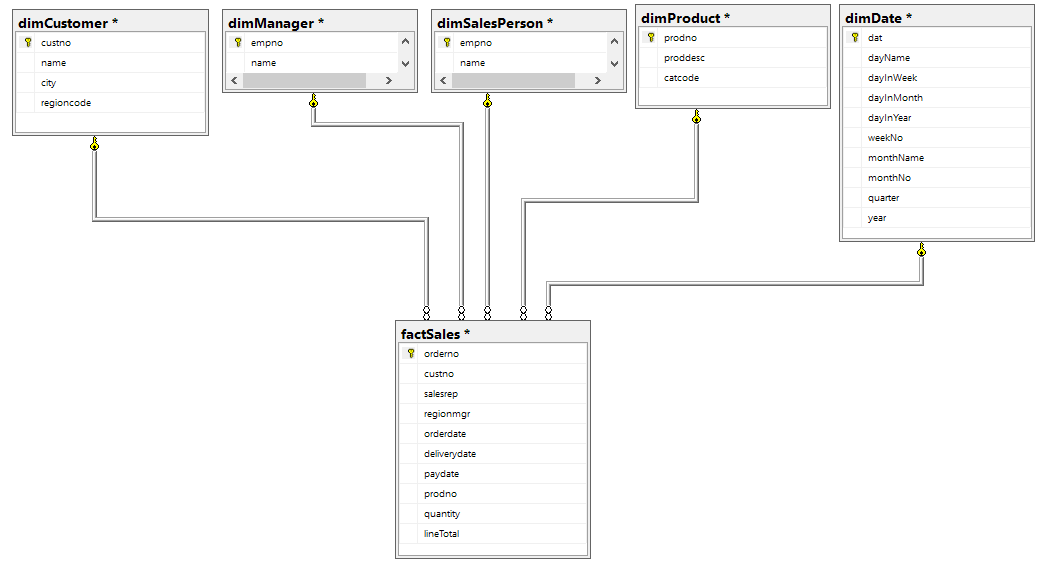 dimCustomer *
custno
name
city
regioncode
dimManager *
empno
name
dimSalesPerson *
empno
name
dimProduct *
prodno
proddesc
catcode
dimDate *
dat
dayName
dayInWeek
dayInMonth
dayInYear
weekNo
monthName
monthNo
quarter
year
factSales *
orderno
custno
salesrep
regionmgr
orderdate
deliverydate
paydate
prodno
quantity
lineTotal